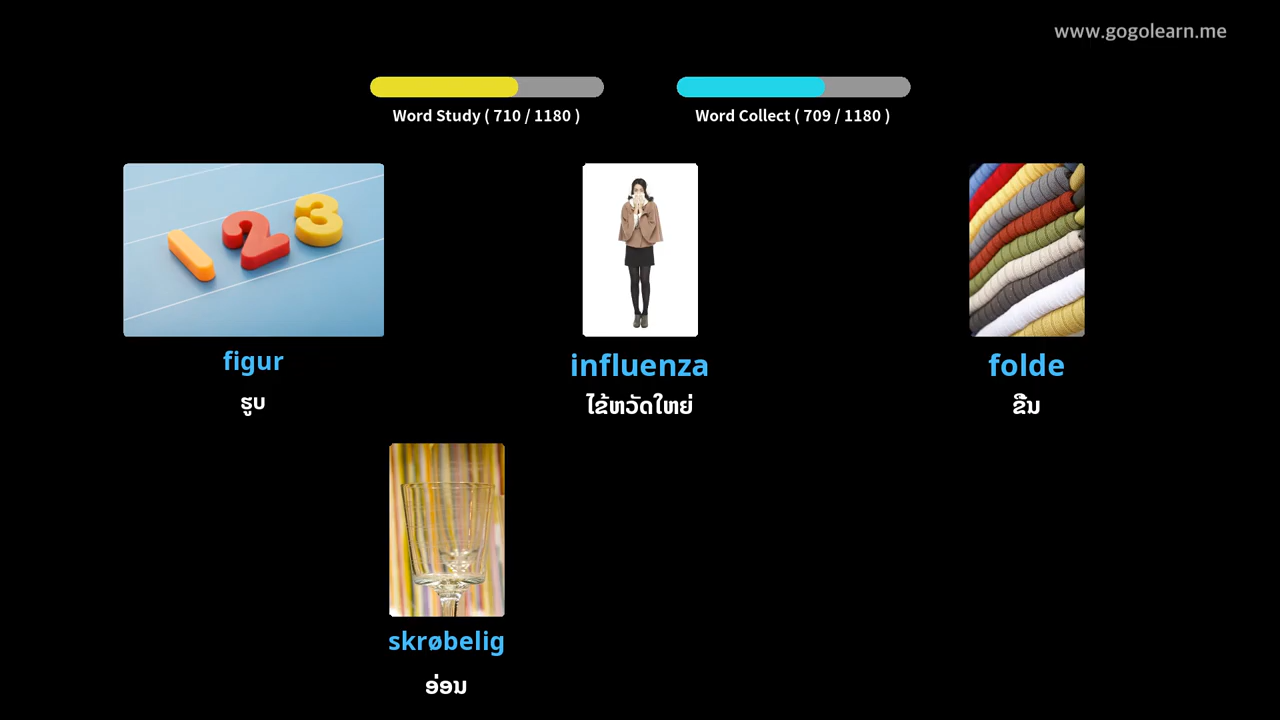 www.gogolearn.me
Word Study ( 710 / 1180 )
Word Collect ( 709 / 1180 )
figur
ຮູບ
influenza
ໄຂ້ຫວັດໃຫຍ່
folde
ຂືນ
skrøbelig
ອ່ອນ